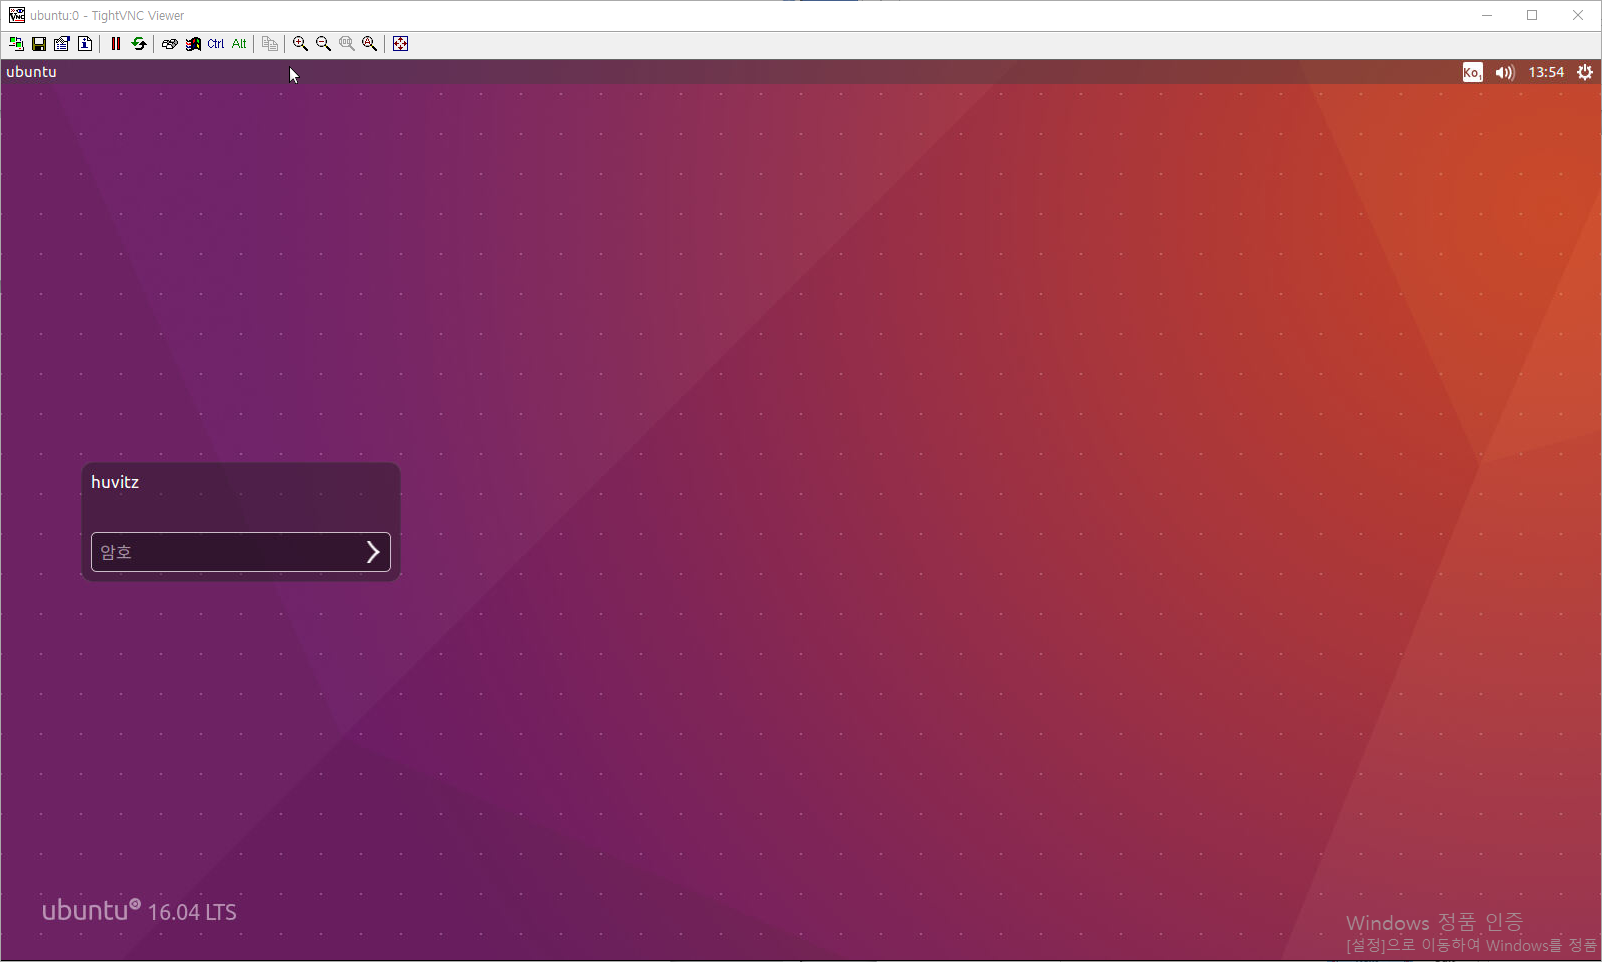 ubuntu:0 - TightVNC Viewer
Ctrl Alt
ubuntu
Ko1 13:54
huvitz
암호
ubuntu 16.04 LTS
Windows 정품 인증
[설정]으로 이동하여 Windows를 정품